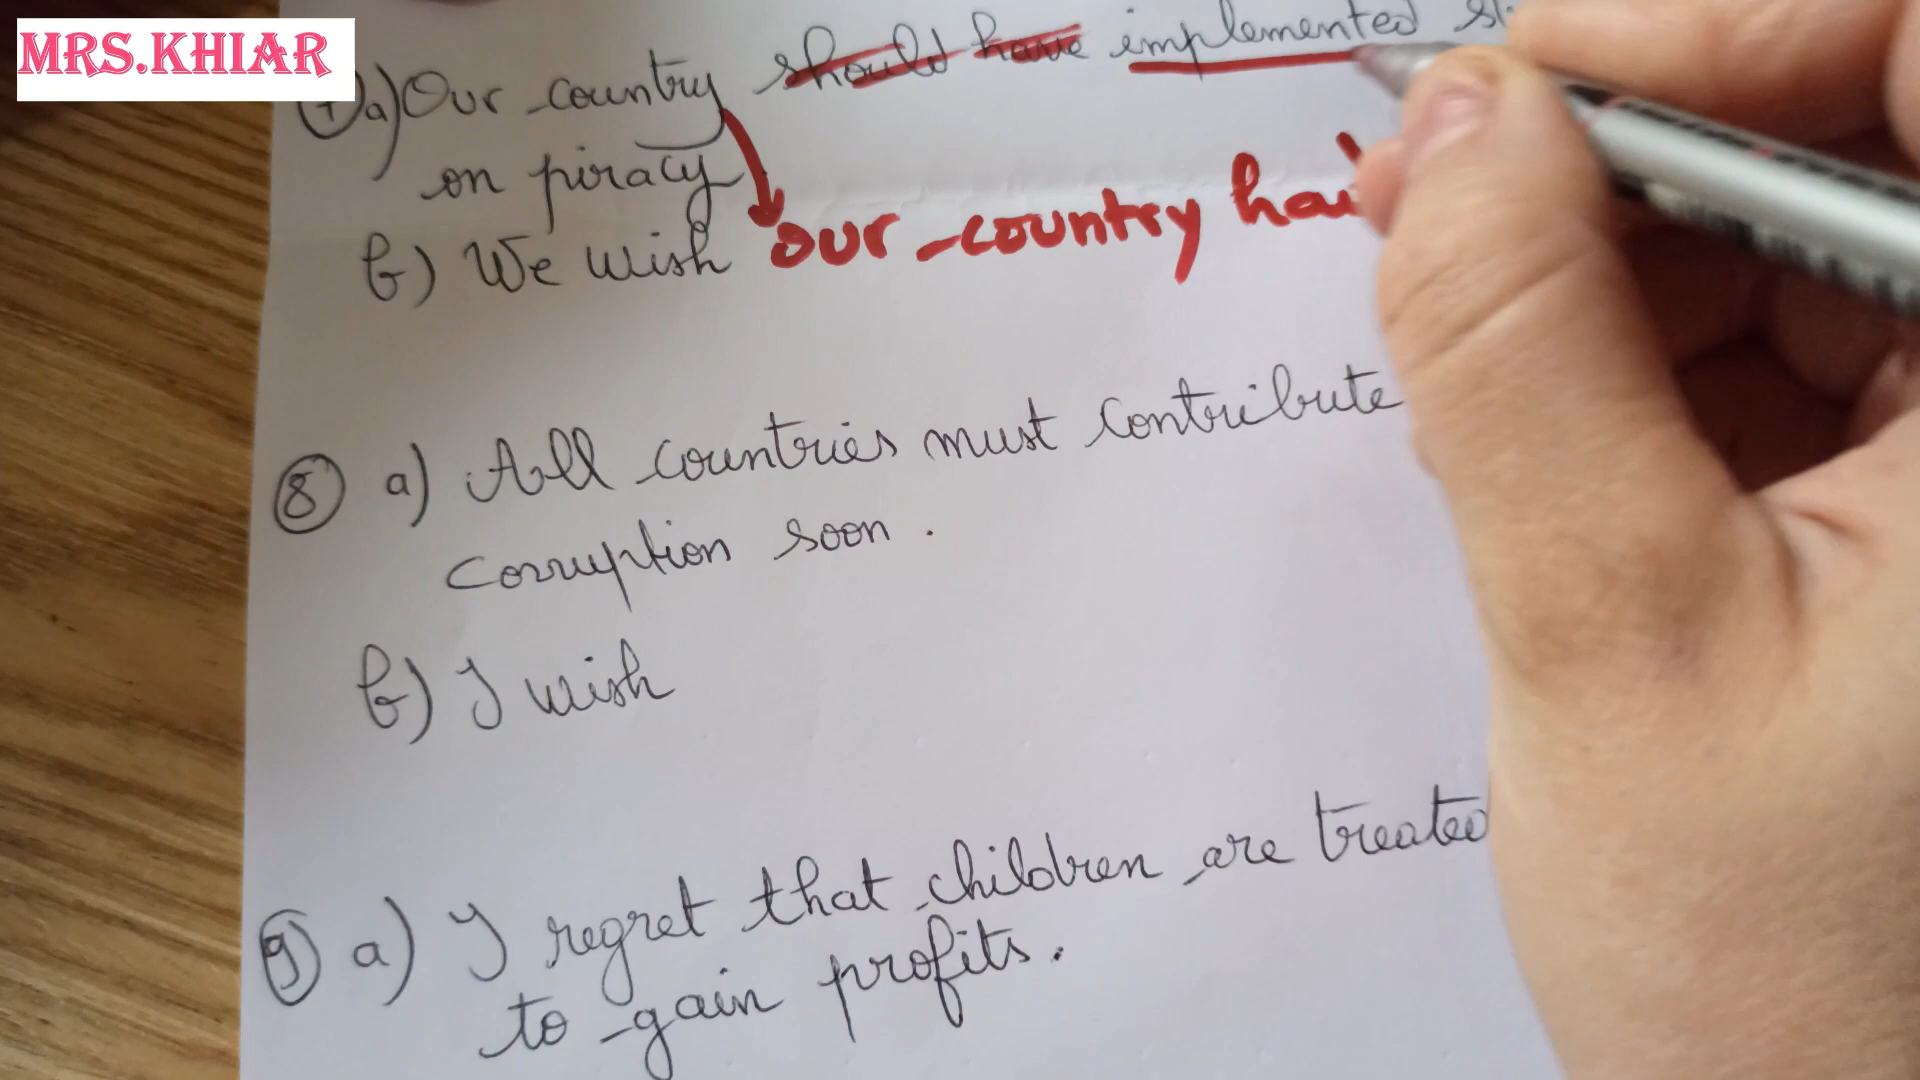 MRS.KHIAR
7 a) Our country should have implemented
on piracy
b) We wish our country had
8 a) All countries must contribute
corruption soon.
b) I wish
9 a) I regret that children are treated
to gain profits.